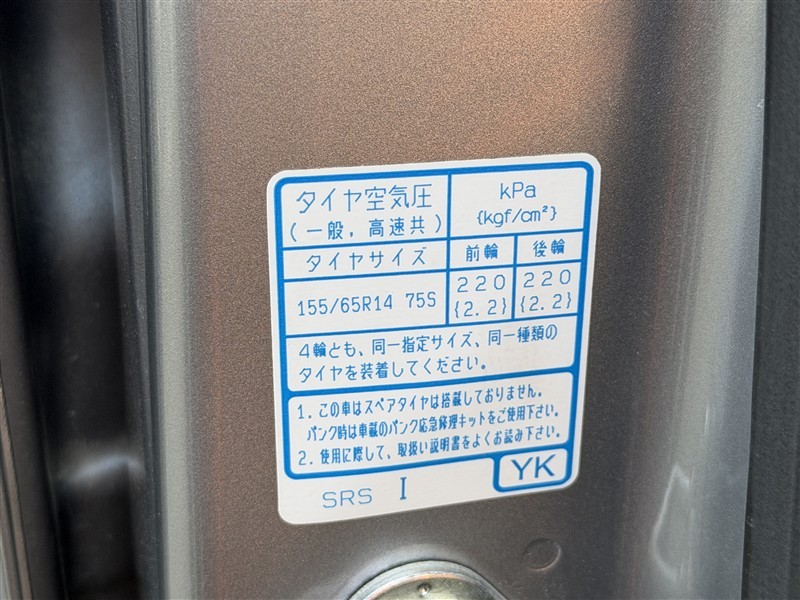 タイヤ空気圧
(一般，高速共)
kPa
{kgf/cm²}
タイヤサイズ
前輪
後輪
155/65R14 75S
220
{2.2}
220
{2.2}
4輪とも、同一指定サイズ、同一種類の
タイヤを装着してください。
1. この車はスペアタイヤは搭載しておりません。
パンク時は車載のパンク応急修理キットをご使用下さい。
2. 使用に際して、取扱い説明書をよくお読み下さい。
SRS I
YK